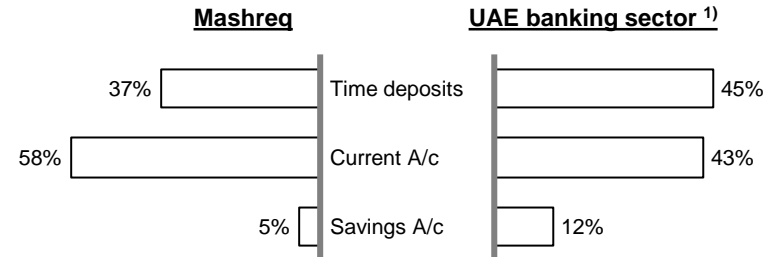 Mashreq UAE banking sector 1)
37% Time deposits 45%
58% Current A/c 43%
5% Savings A/c 12%